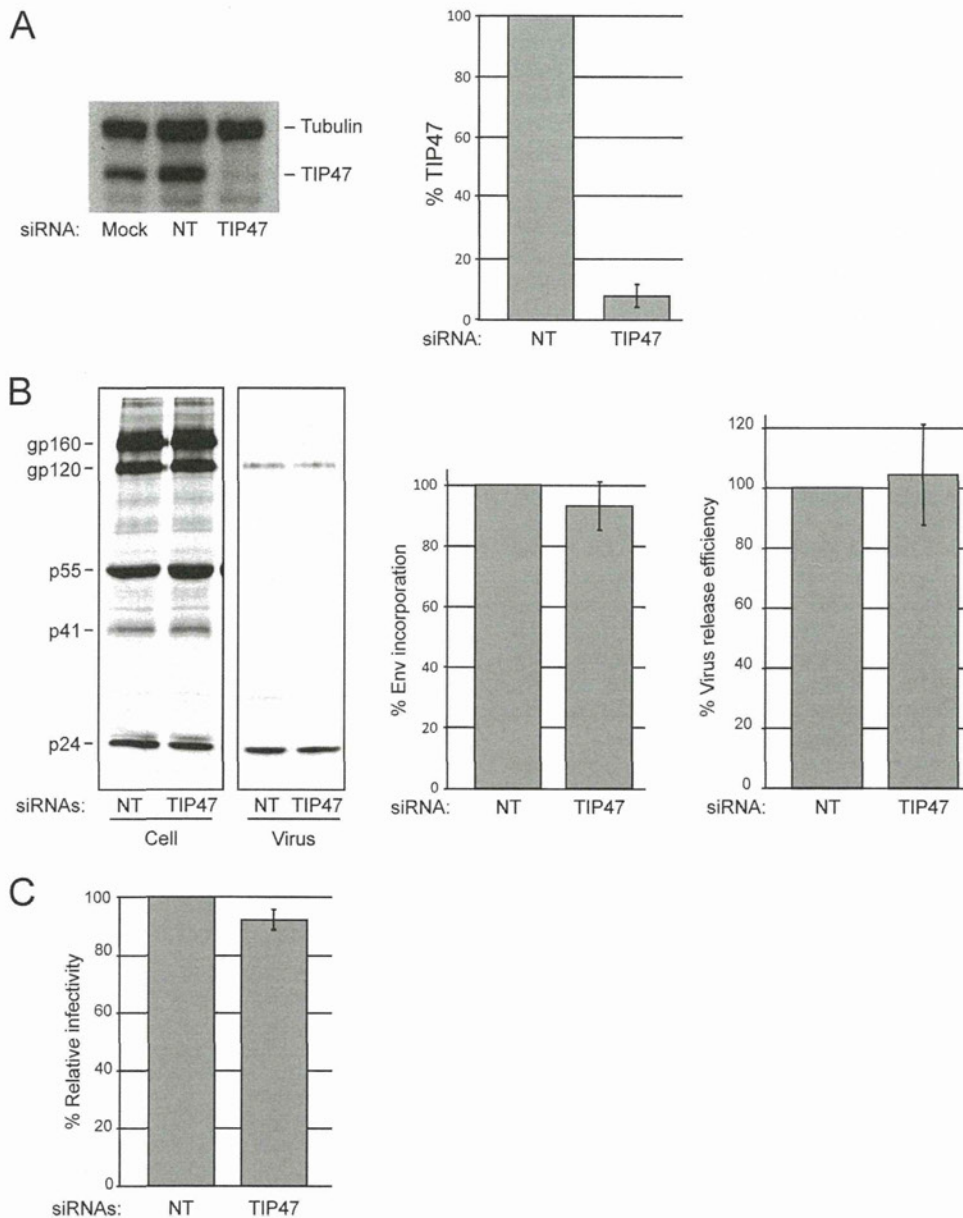 A
– Tubulin
– TIP47
siRNA: Mock NT TIP47
% TIP47
100
80
60
40
20
0
siRNA: NT TIP47
B
gp160 –
gp120 –
p55 –
p41 –
p24 –
siRNAs: NT TIP47 NT TIP47
Cell Virus
% Env incorporation
100
80
60
40
20
0
siRNA: NT TIP47
% Virus release efficiency
120
100
80
60
40
20
0
siRNA: NT TIP47
C
% Relative infectivity
100
80
60
40
20
0
siRNAs: NT TIP47